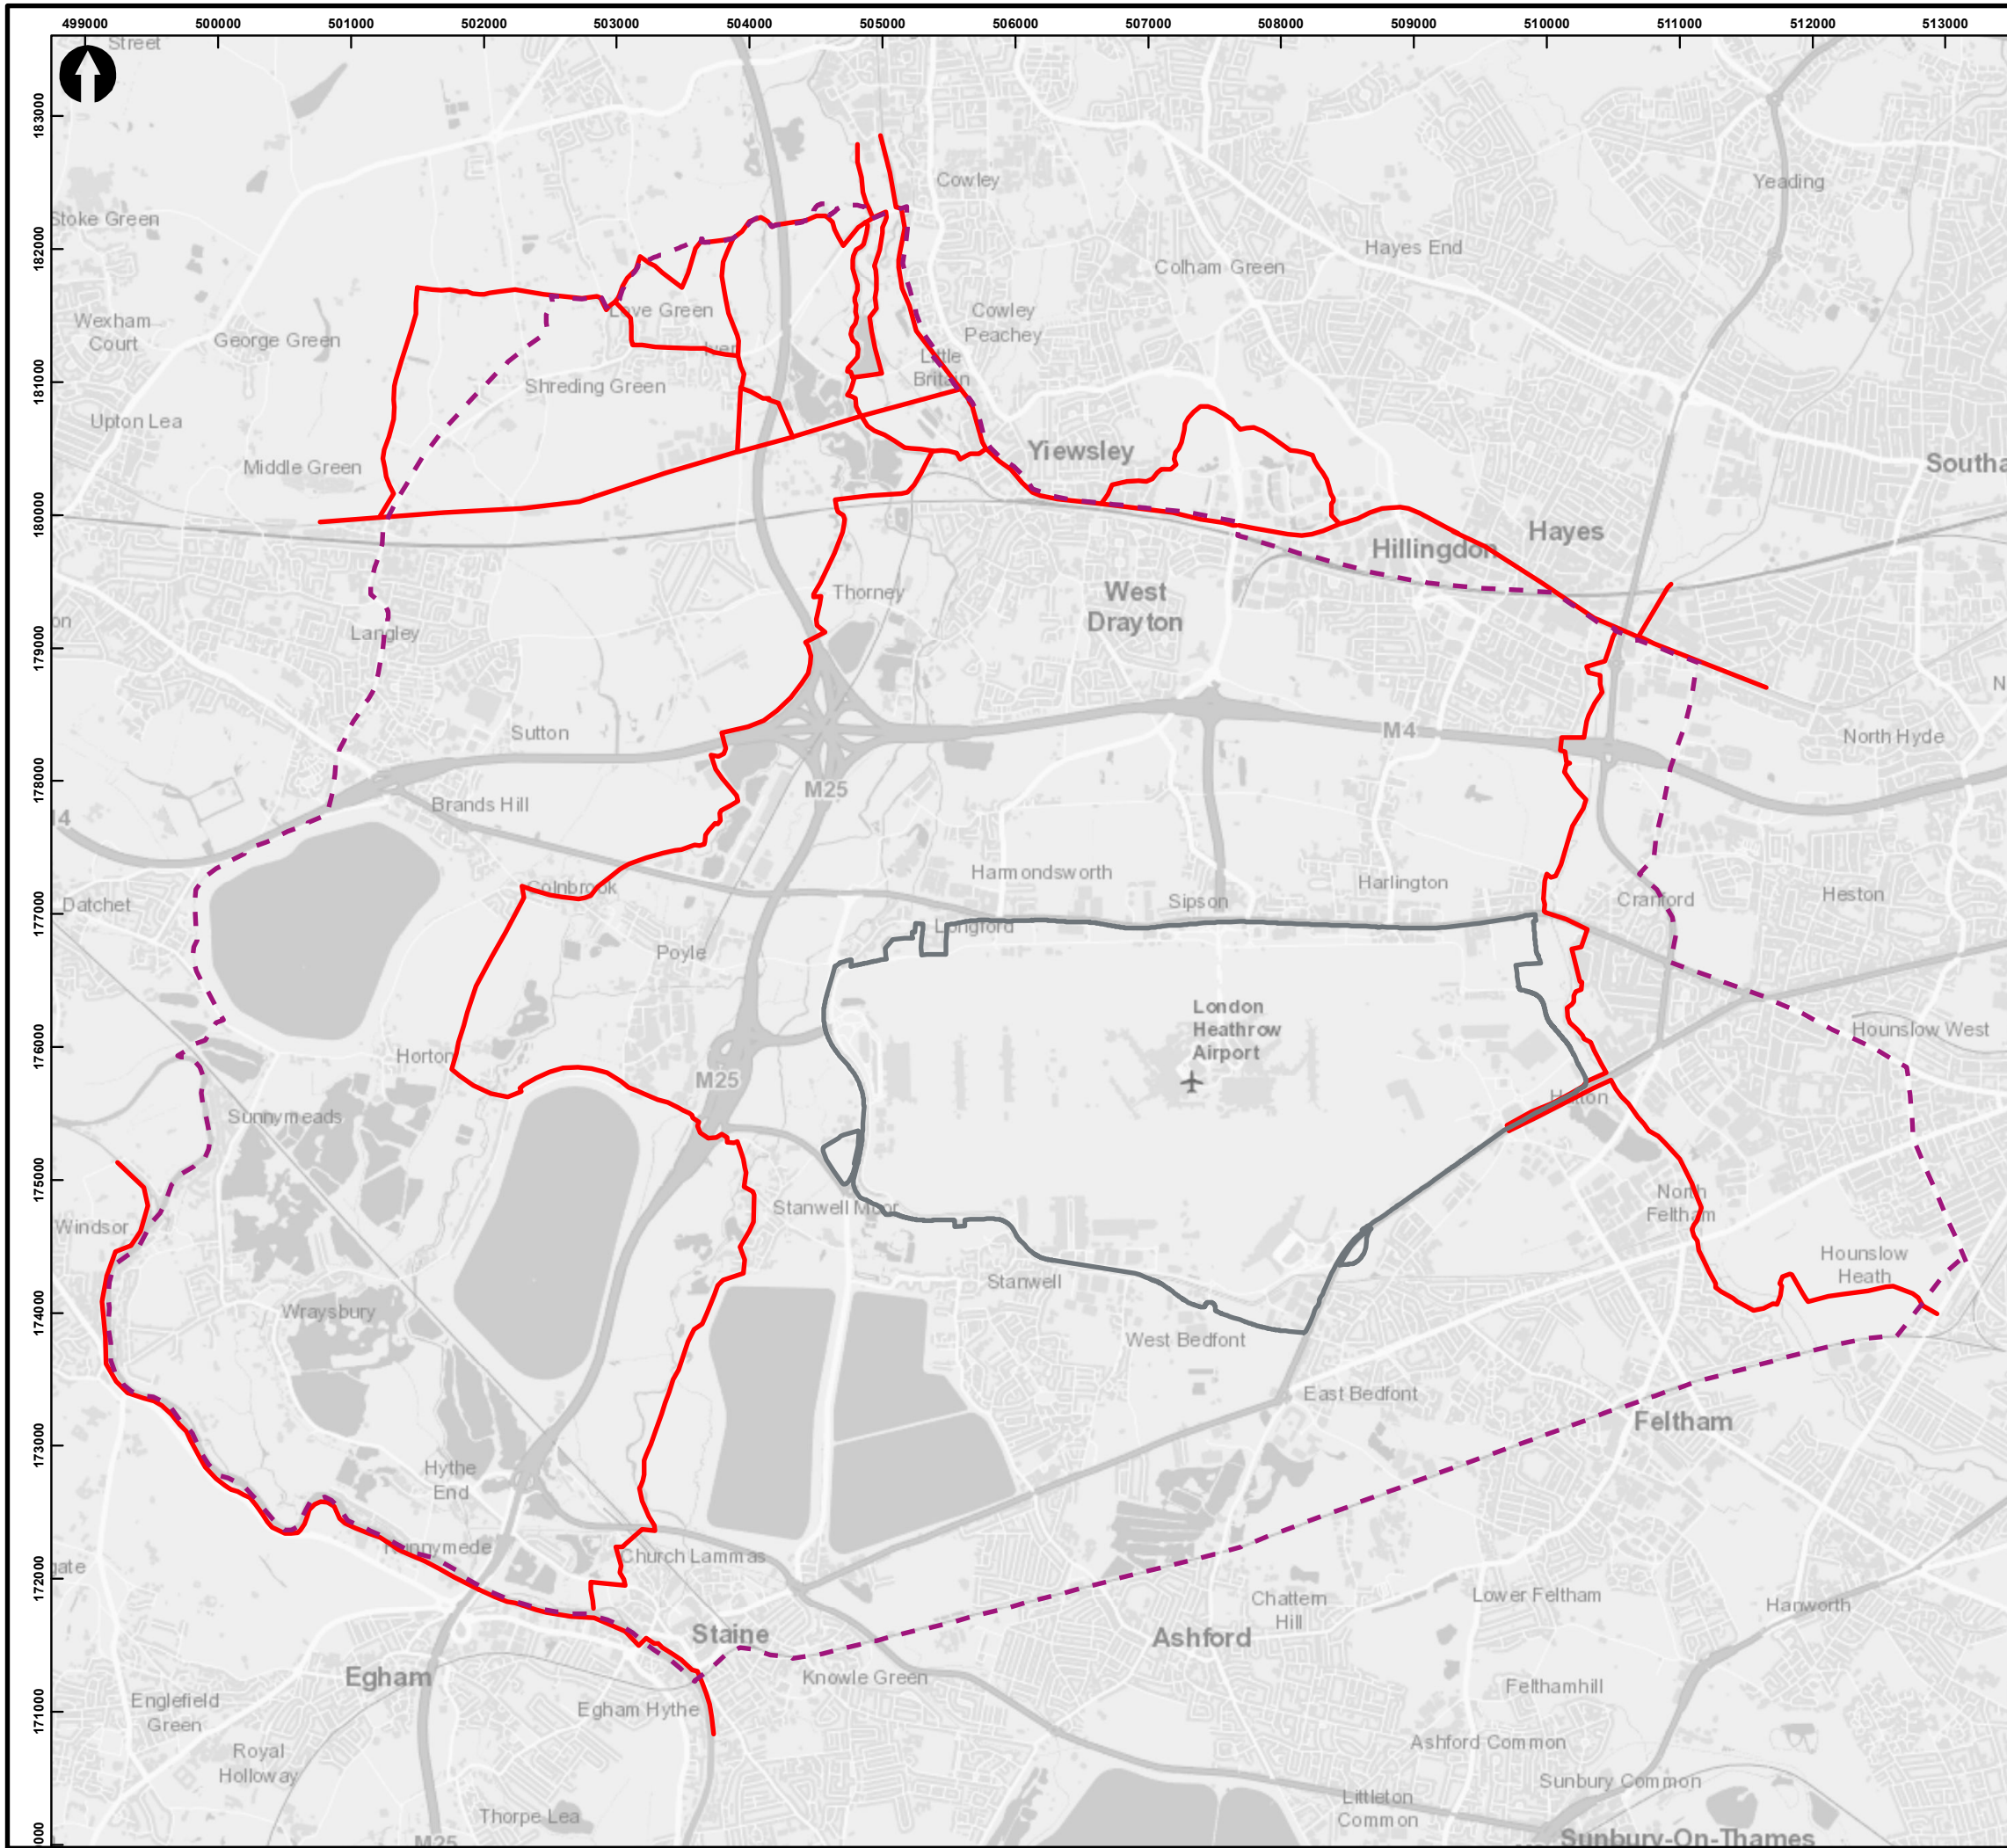 499000 500000 501000 502000 503000 504000 505000 506000 507000 508000 509000 510000 511000 512000 513000
183000
182000
181000
180000
179000
178000
177000
176000
175000
174000
173000
172000
171000
000
Street
Cowley
Yeading
Stoke Green
Hayes End
Colham Green
Love Green
Cowley
Peachey
Wexham
Court
George Green
Iver
Little
Britain
Shreding Green
Upton Lea
Middle Green
Yiewsley
Southa
Hayes
Hillingdon
Thorney
West
Drayton
on
Langley
N
Sutton
M4
North Hyde
M25
Brands Hill
4
Harmondsworth
Harlington
Colnbrook
Sipson
Cranford
Heston
Datchet
Longford
Poyle
London
Heathrow
Airport
Hounslow West
Horton
M25
Hatton
Sunnymeads
North
Feltham
Stanwell Moor
Windsor
Hounslow
Heath
Stanwell
Wraysbury
West Bedfont
East Bedfont
Feltham
Hythe
End
Runnymede
gate
Church Lammas
Chattern
Hill
Lower Feltham
Hanworth
Staine
Ashford
Egham
Knowle Green
Felthamhill
Englefield
Green
Egham Hythe
Ashford Common
Royal
Holloway
Sunbury Common
Littleton
Common
Thorpe Lea
M25
Sunbury-On-Thames